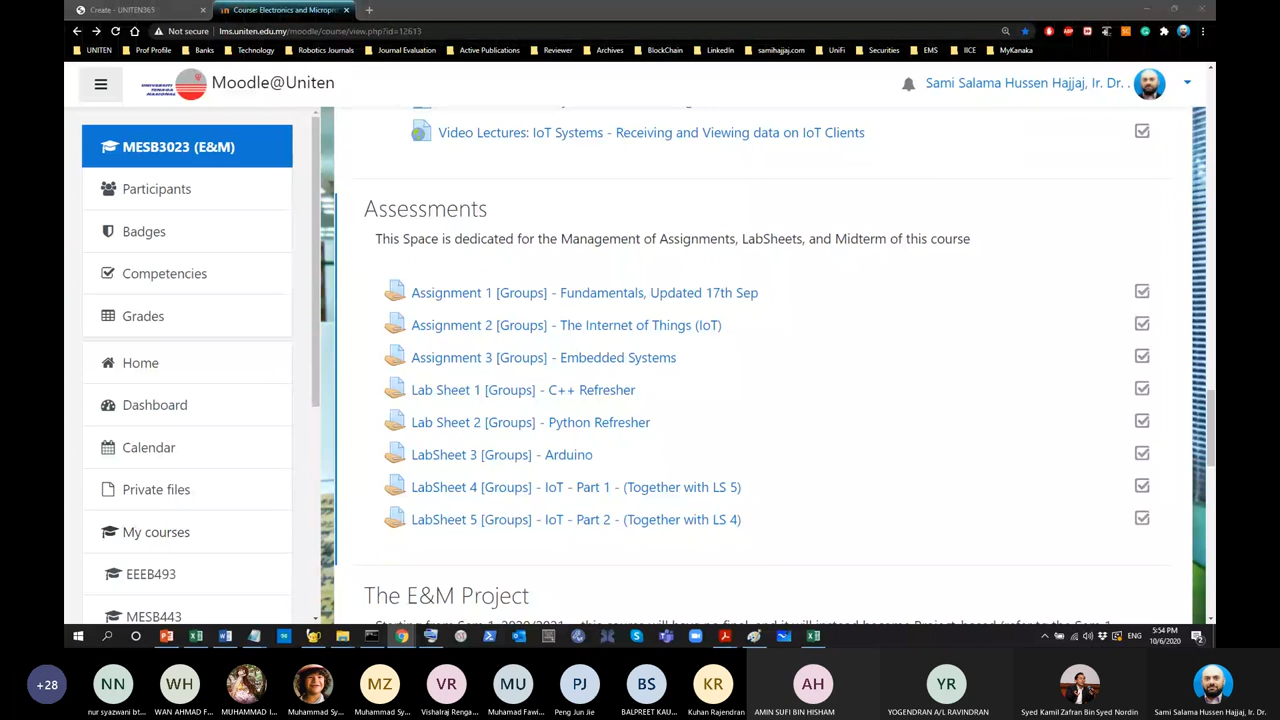 Create - UNITEN365
Course: Electronics and Micropr
Not secure
lms.uniten.edu.my/moodle/course/view.php?id=12613
UNITEN
Prof Profile
Banks
Technology
Robotics Journals
Journal Evaluation
Active Publications
Reviewer
Archives
BlockChain
LinkedIn
samihajjaj.com
UniFi
Securities
EMS
IICE
MyKanaka
UNIVERSITI TENAGA NASIONAL
Moodle@Uniten
Sami Salama Hussen Hajjaj, Ir. Dr. .
MESB3023 (E&M)
Participants
Badges
Competencies
Grades
Home
Dashboard
Calendar
Private files
My courses
EEEB493
MESB443
Video Lectures: IoT Systems - Receiving and Viewing data on IoT Clients
Assessments
This Space is dedicated for the Management of Assignments, LabSheets, and Midterm of this course
Assignment 1 [Groups] - Fundamentals, Updated 17th Sep
Assignment 2 [Groups] - The Internet of Things (IoT)
Assignment 3 [Groups] - Embedded Systems
Lab Sheet 1 [Groups] - C++ Refresher
Lab Sheet 2 [Groups] - Python Refresher
LabSheet 3 [Groups] - Arduino
LabSheet 4 [Groups] - IoT - Part 1 - (Together with LS 5)
LabSheet 5 [Groups] - IoT - Part 2 - (Together with LS 4)
The E&M Project
ENG
5:54 PM
10/6/2020
+28
NN
WH
MZ
VR
MU
PJ
BS
KR
AH
YR
nur syazwani bt...
WAN AHMAD F...
MUHAMMAD I...
Muhammad Sy...
Muhammad Sy...
Vishalraj Renga...
Muhamad Fawi...
Peng Jun Jie
BALPREET KAU...
Kuhan Rajendran
AMIN SUFI BIN HISHAM
YOGENDRAN A/L RAVINDRAN
Syed Kamil Zafran Bin Syed Nordin
Sami Salama Hussen Hajjaj, Ir. Dr.